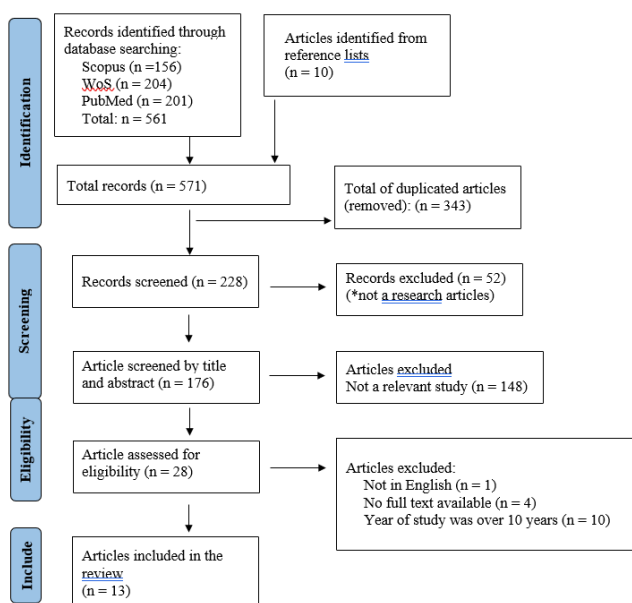 Identification
Records identified through
database searching:
Scopus (n =156)
WoS (n = 204)
PubMed (n = 201)
Total: n = 561
Articles identified from
reference lists
(n = 10)
Total records (n = 571)
Total of duplicated articles
(removed): (n = 343)
Screening
Records screened (n = 228)
Records excluded (n = 52)
(*not a research articles)
Article screened by title
and abstract (n = 176)
Articles excluded
Not a relevant study (n = 148)
Eligibility
Article assessed for
eligibility (n = 28)
Articles excluded:
Not in English (n = 1)
No full text available (n = 4)
Year of study was over 10 years (n = 10)
Include
Articles included in the
review
(n = 13)